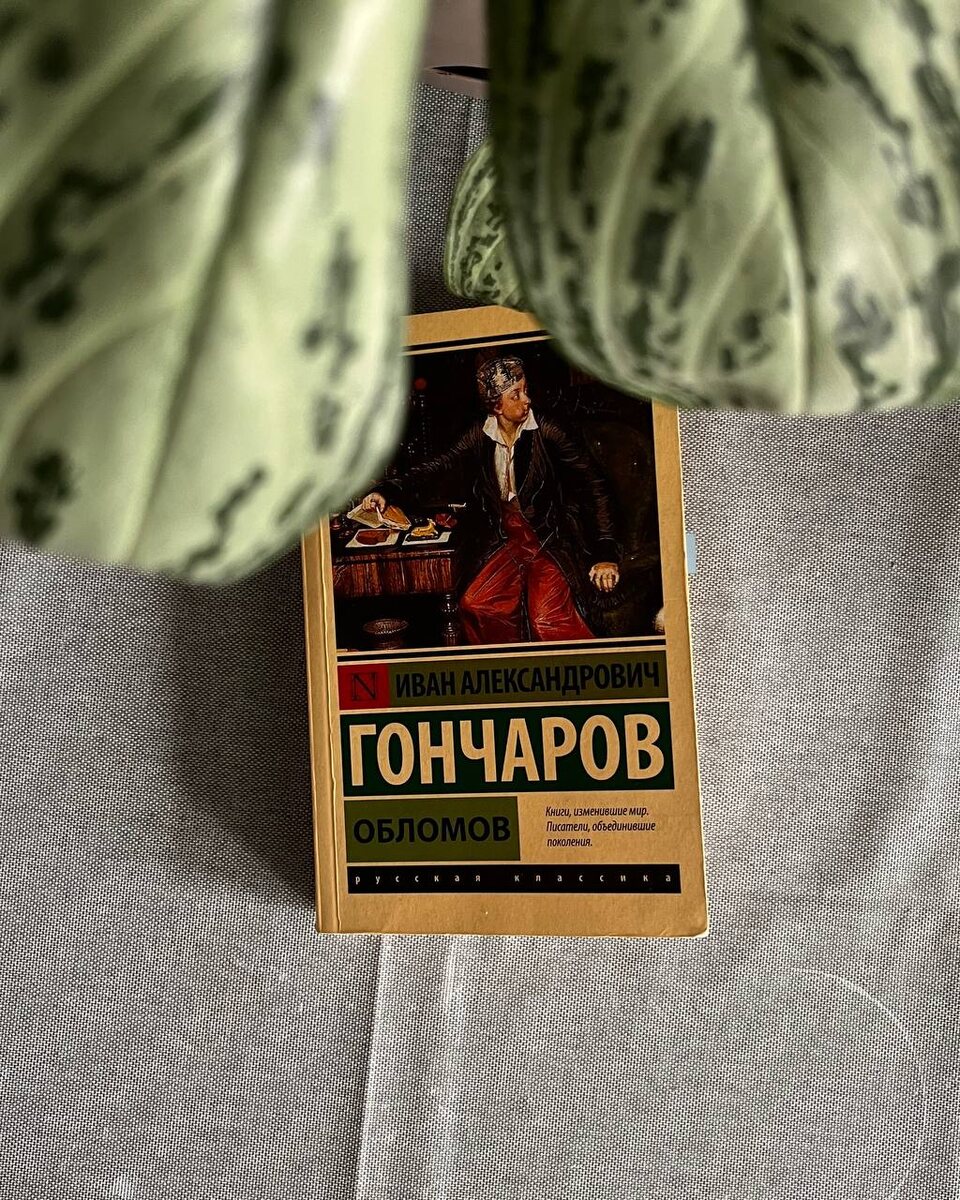 N ИВАН АЛЕКСАНДРОВИЧ
ГОНЧАРОВ
ОБЛОМОВ
Книги, изменившие мир.
Писатели, объединившие
поколения.
русская классика